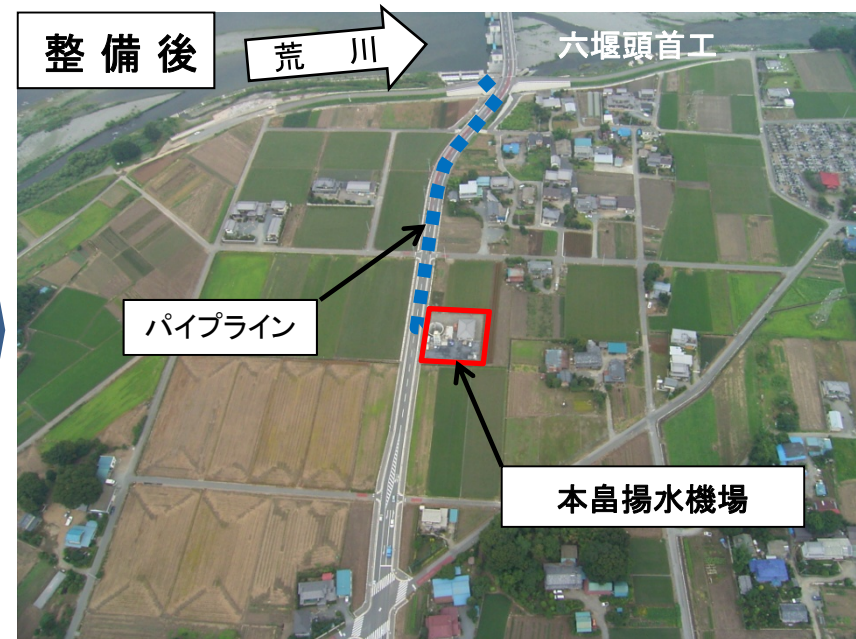 整備後
荒川
六堰頭首工
パイプライン
本畠揚水機場